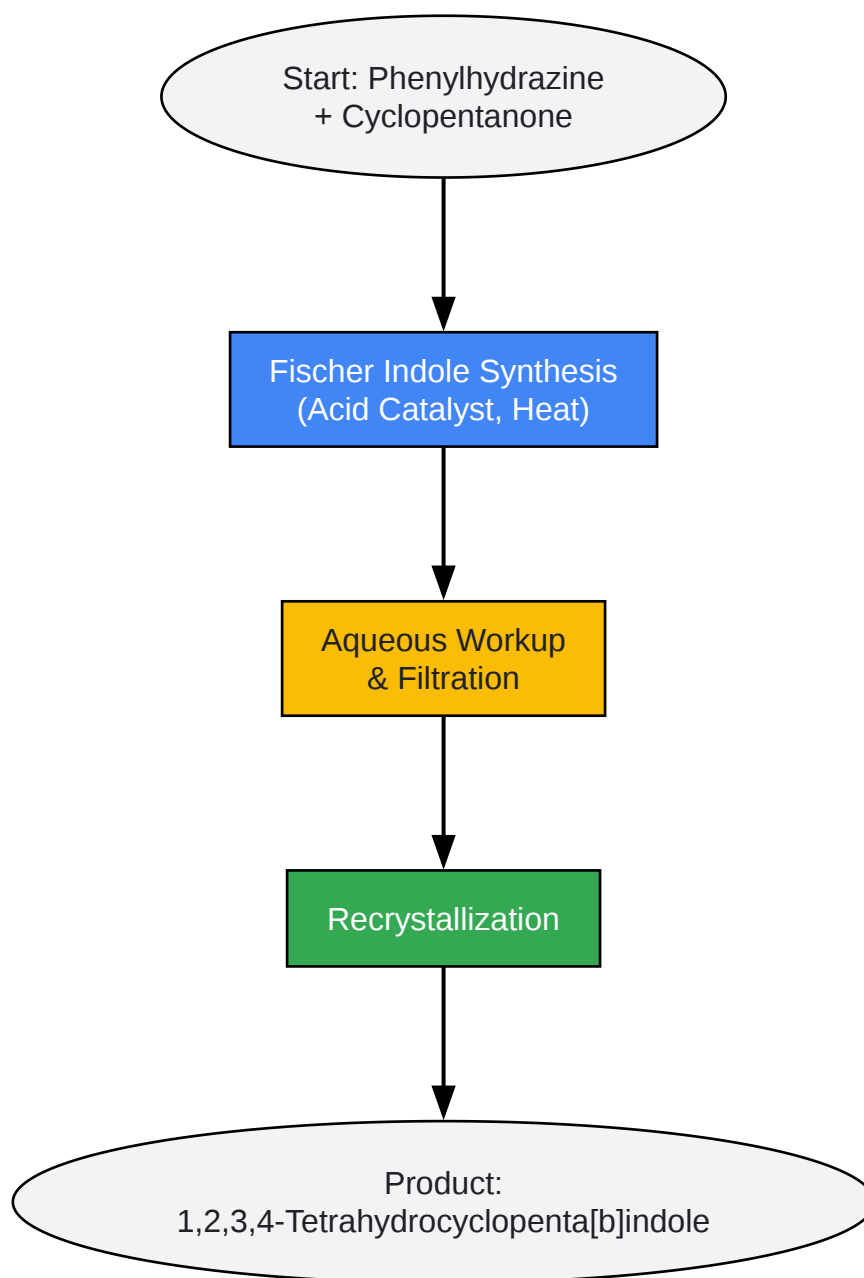 Start: Phenylhydrazine
+ Cyclopentanone
Fischer Indole Synthesis
(Acid Catalyst, Heat)
Aqueous Workup
& Filtration
Recrystallization
Product:
1,2,3,4-Tetrahydrocyclopenta[b]indole